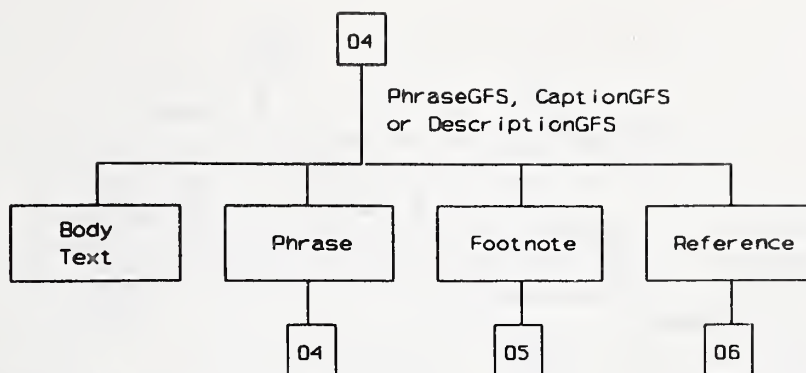 04
PhraseGFS, CaptionGFS
or DescriptionGFS
Body
Text
Phrase
Footnote
Reference
04
05
06